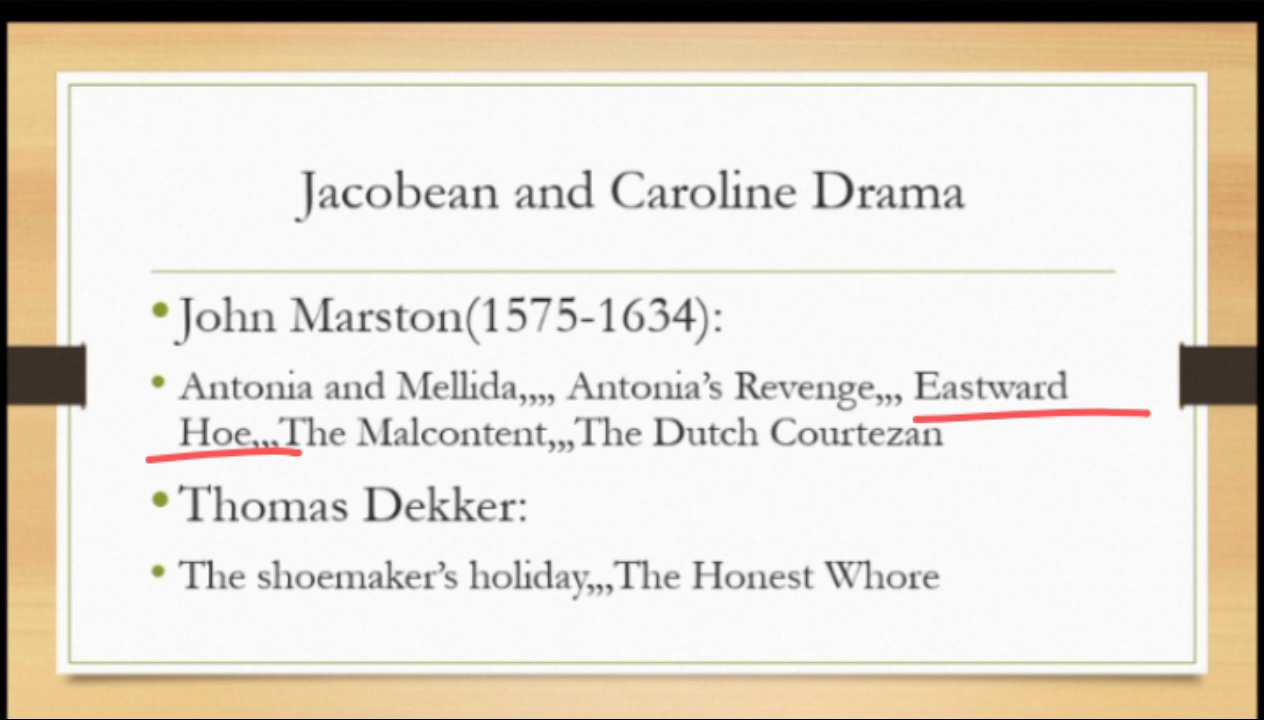 Jacobean and Caroline Drama
John Marston(1575-1634):
Antonia and Mellida,,,, Antonia's Revenge,,, Eastward
Hoe,,,The Malcontent,,,The Dutch Courtezan
Thomas Dekker:
The shoemaker's holiday,,,The Honest Whore